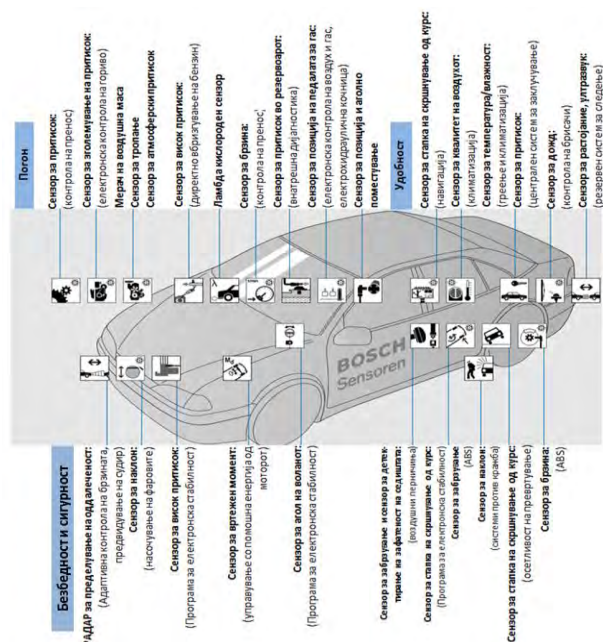 Погон
Сензор за притисок:
(контрола на пренос)
Сензор за зголемување на притисок:
(електронска контрола на гориво)
Мерач на воздушна маса
Сензор за тропање
Сензор за атмосферски притисок
Сензор за висок притисок:
(директно вбризгување на бензин)
Ламбда кислороден сензор
Сензор за брзина:
(контрола на пренос,
Сензор за притисок во резервоарот:
(внатрешна дијагностика)
Сензор за позиција на педалата за гас:
(електронска контрола на воздух и гас,
електрохидраулична кочница)
Сензор за позиција и аголно
поместување
Удобност
Сензор за стапка на скршнување од курс:
(навигација)
Сензор за квалитет на воздухот:
(климатизација)
Сензор за температура/влажност:
(греење и климатизација)
Сензор за притисок:
(централен систем за заклучување)
Сензор за дожд:
(контрола на брисачи)
Сензор за растојание, ултразвук:
(резервен систем за следење)
BOSCH
Sensoren
Безбедности сигурност
АДАР за пределување на оддалеченост:
(Адаптивна контрола на брзината,
предвидување на судир)
Сензор за наклон:
(насочување на фаровите)
Сензор за висок притисок:
(Програма за електронска стабилност)
Сензор за вртежен момент:
(управување со помошна енергија од
моторот)
Сензор за агол на воланот:
(Програма за електронска стабилност)
Сензор за забрзување и сензор за детек-
тирање на зафатеност на седиштата:
(воздушни перничиња)
Сензор за ставка на скршнување од курс:
(Програма за електронска стабилност)
Сензор за забрзување
(ABS)
Сензор за наклон:
(системи против кражба)
Сензор за стапка на скршнување од курс:
(осетливост на превртување)
Сензор за брзина:
(ABS)